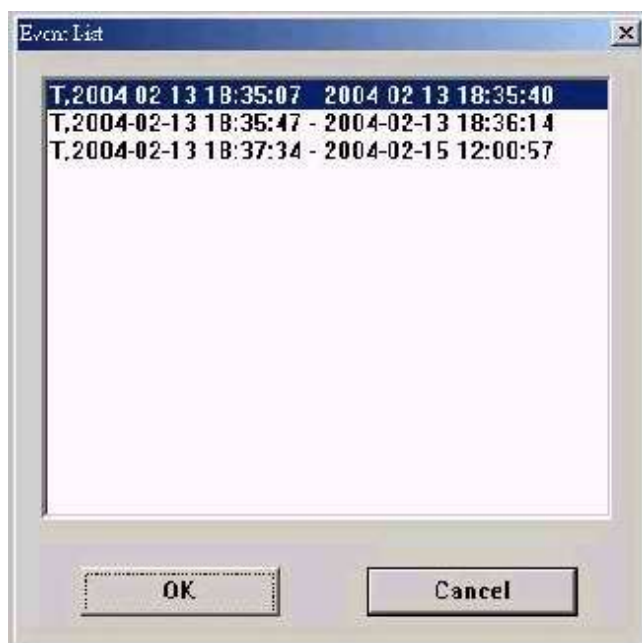 Event List
T,2004-02-13 18:35:07 - 2004-02-13 18:35:40
T,2004-02-13 18:35:47 - 2004-02-13 18:36:14
T,2004-02-13 18:37:34 - 2004-02-15 12:00:57
OK
Cancel